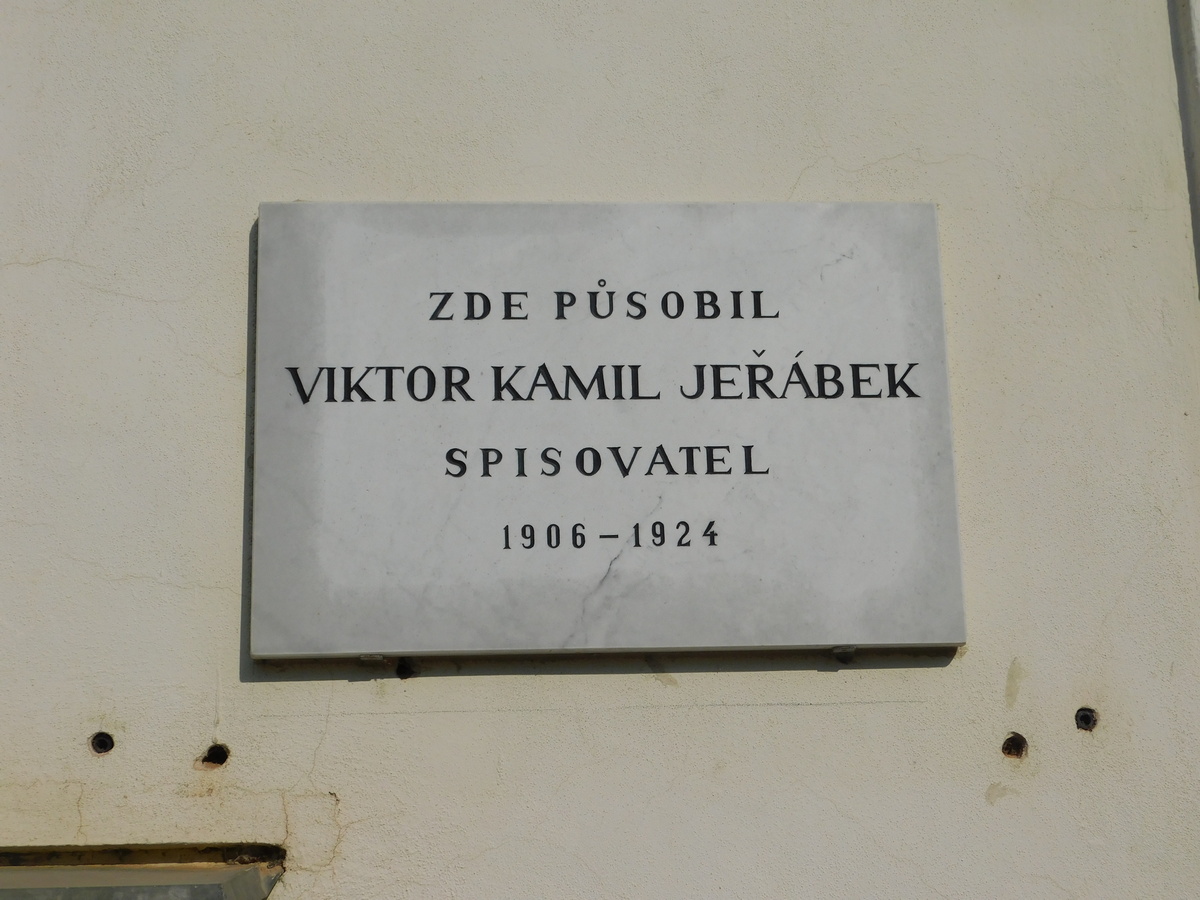 ZDE PŮSOBIL
VIKTOR KAMIL JEŘÁBEK
SPISOVATEL
1906 – 1924